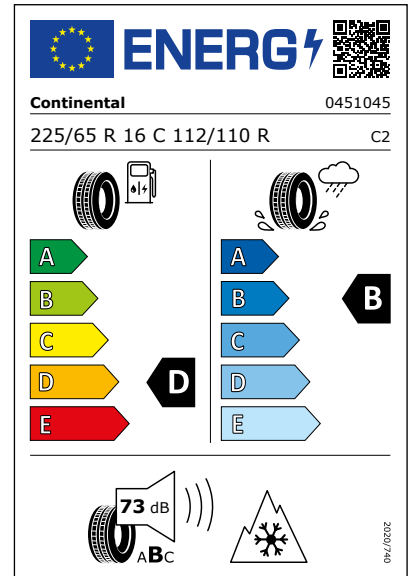 ENERG
Continental 0451045
225/65 R 16 C 112/110 R C2
A A
B B B
C C
D D D
E E
73 dB
ABC
2020/740